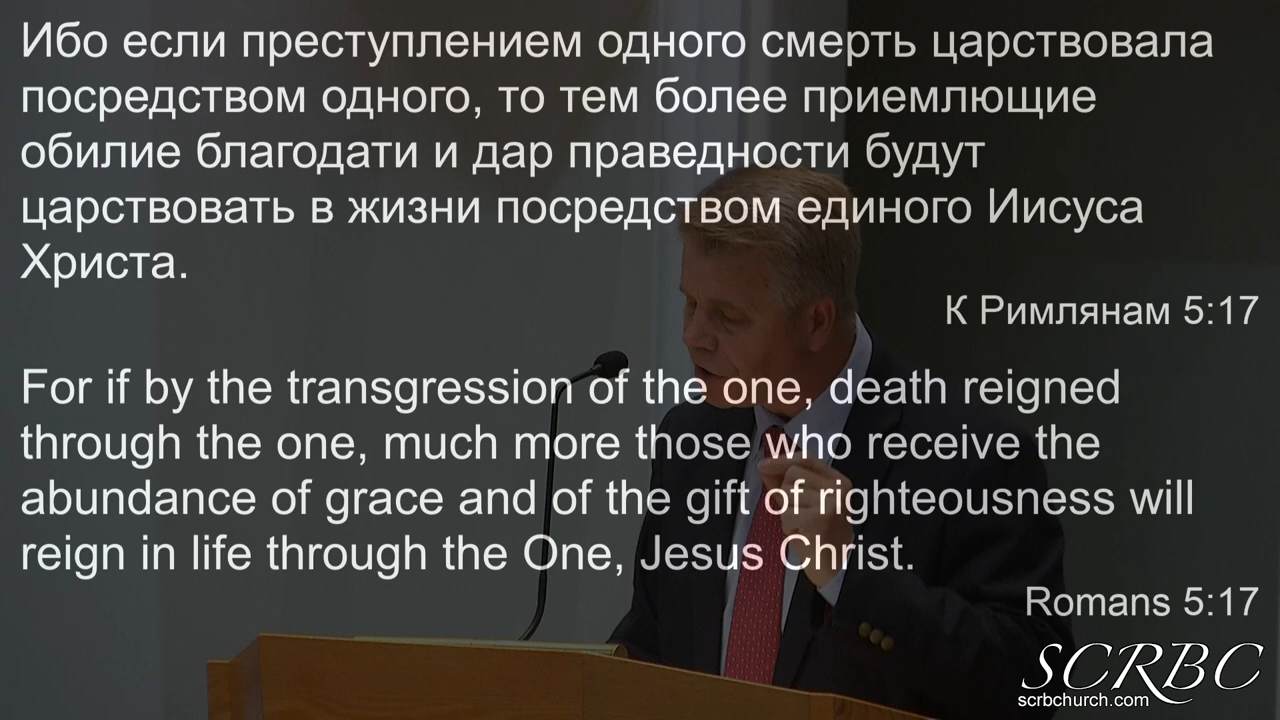 Ибо если преступлением одного смерть царствовала
посредством одного, то тем более приемлющие
обилие благодати и дар праведности будут
царствовать в жизни посредством единого Иисуса
Христа.
К Римлянам 5:17
For if by the transgression of the one, death reigned
through the one, much more those who receive the
abundance of grace and of the gift of righteousness will
reign in life through the One, Jesus Christ.
Romans 5:17
SCRBC
scrbchurch.com